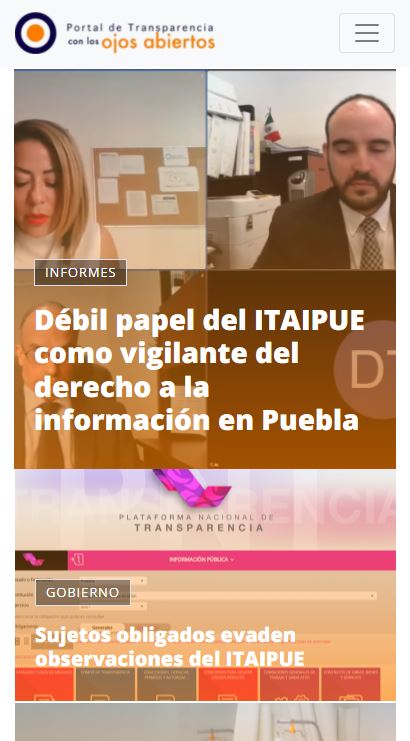 Portal de Transparencia
con los ojos abiertos
INFORMES
Débil papel del ITAIPUE
como vigilante del
derecho a la
información en Puebla
DT
PLATAFORMA NACIONAL DE
TRANSPARENCIA
INFORMACIÓN PÚBLICA
GOBIERNO
Sujetos obligados evaden
observaciones del ITAIPUE